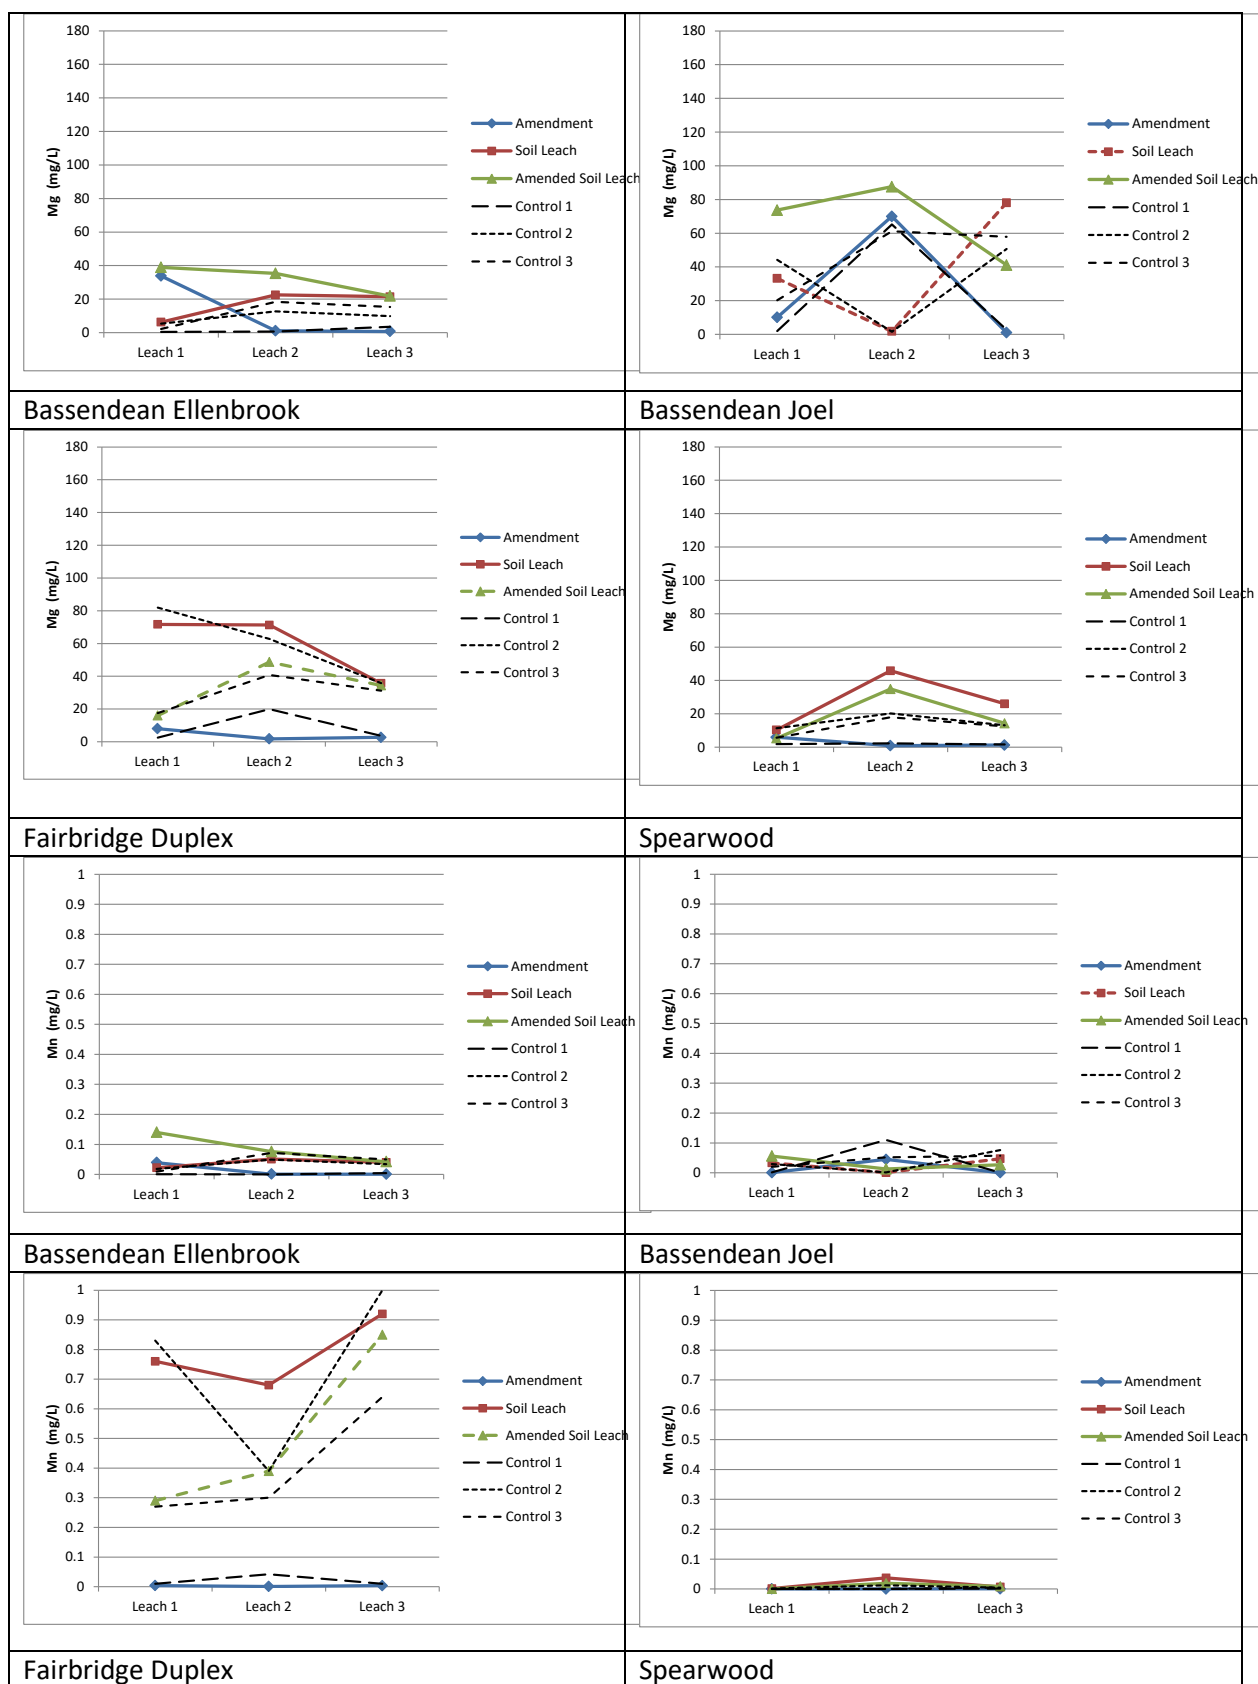 180
160
140
120
100
80
60
40
20
0
Mg (mg/L)
Leach 1 Leach 2 Leach 3
Amendment
Soil Leach
Amended Soil Leach
Control 1
Control 2
Control 3
180
160
140
120
100
80
60
40
20
0
Mg (mg/L)
Leach 1 Leach 2 Leach 3
Amendment
Soil Leach
Amended Soil Leach
Control 1
Control 2
Control 3
Bassendean Ellenbrook
Bassendean Joel
180
160
140
120
100
80
60
40
20
0
Mg (mg/L)
Leach 1 Leach 2 Leach 3
Amendment
Soil Leach
Amended Soil Leach
Control 1
Control 2
Control 3
180
160
140
120
100
80
60
40
20
0
Mg (mg/L)
Leach 1 Leach 2 Leach 3
Amendment
Soil Leach
Amended Soil Leach
Control 1
Control 2
Control 3
Fairbridge Duplex
Spearwood
1
0.9
0.8
0.7
0.6
0.5
0.4
0.3
0.2
0.1
0
Mn (mg/L)
Leach 1 Leach 2 Leach 3
Amendment
Soil Leach
Amended Soil Leach
Control 1
Control 2
Control 3
1
0.9
0.8
0.7
0.6
0.5
0.4
0.3
0.2
0.1
0
Mn (mg/L)
Leach 1 Leach 2 Leach 3
Amendment
Soil Leach
Amended Soil Leach
Control 1
Control 2
Control 3
Bassendean Ellenbrook
Bassendean Joel
1
0.9
0.8
0.7
0.6
0.5
0.4
0.3
0.2
0.1
0
Mn (mg/L)
Leach 1 Leach 2 Leach 3
Amendment
Soil Leach
Amended Soil Leach
Control 1
Control 2
Control 3
1
0.9
0.8
0.7
0.6
0.5
0.4
0.3
0.2
0.1
0
Mn (mg/L)
Leach 1 Leach 2 Leach 3
Amendment
Soil Leach
Amended Soil Leach
Control 1
Control 2
Control 3
Fairbridge Duplex
Spearwood